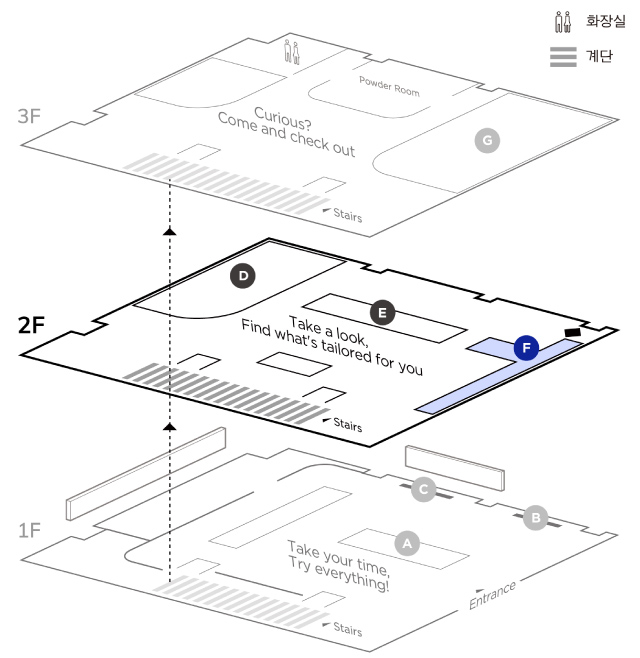 화장실
계단
3F
Powder Room
Curious?
Come and check out
G
Stairs
2F
D
E
Take a look,
Find what's tailored for you
F
Stairs
1F
C
B
A
Take your time,
Try everything!
Entrance
Stairs